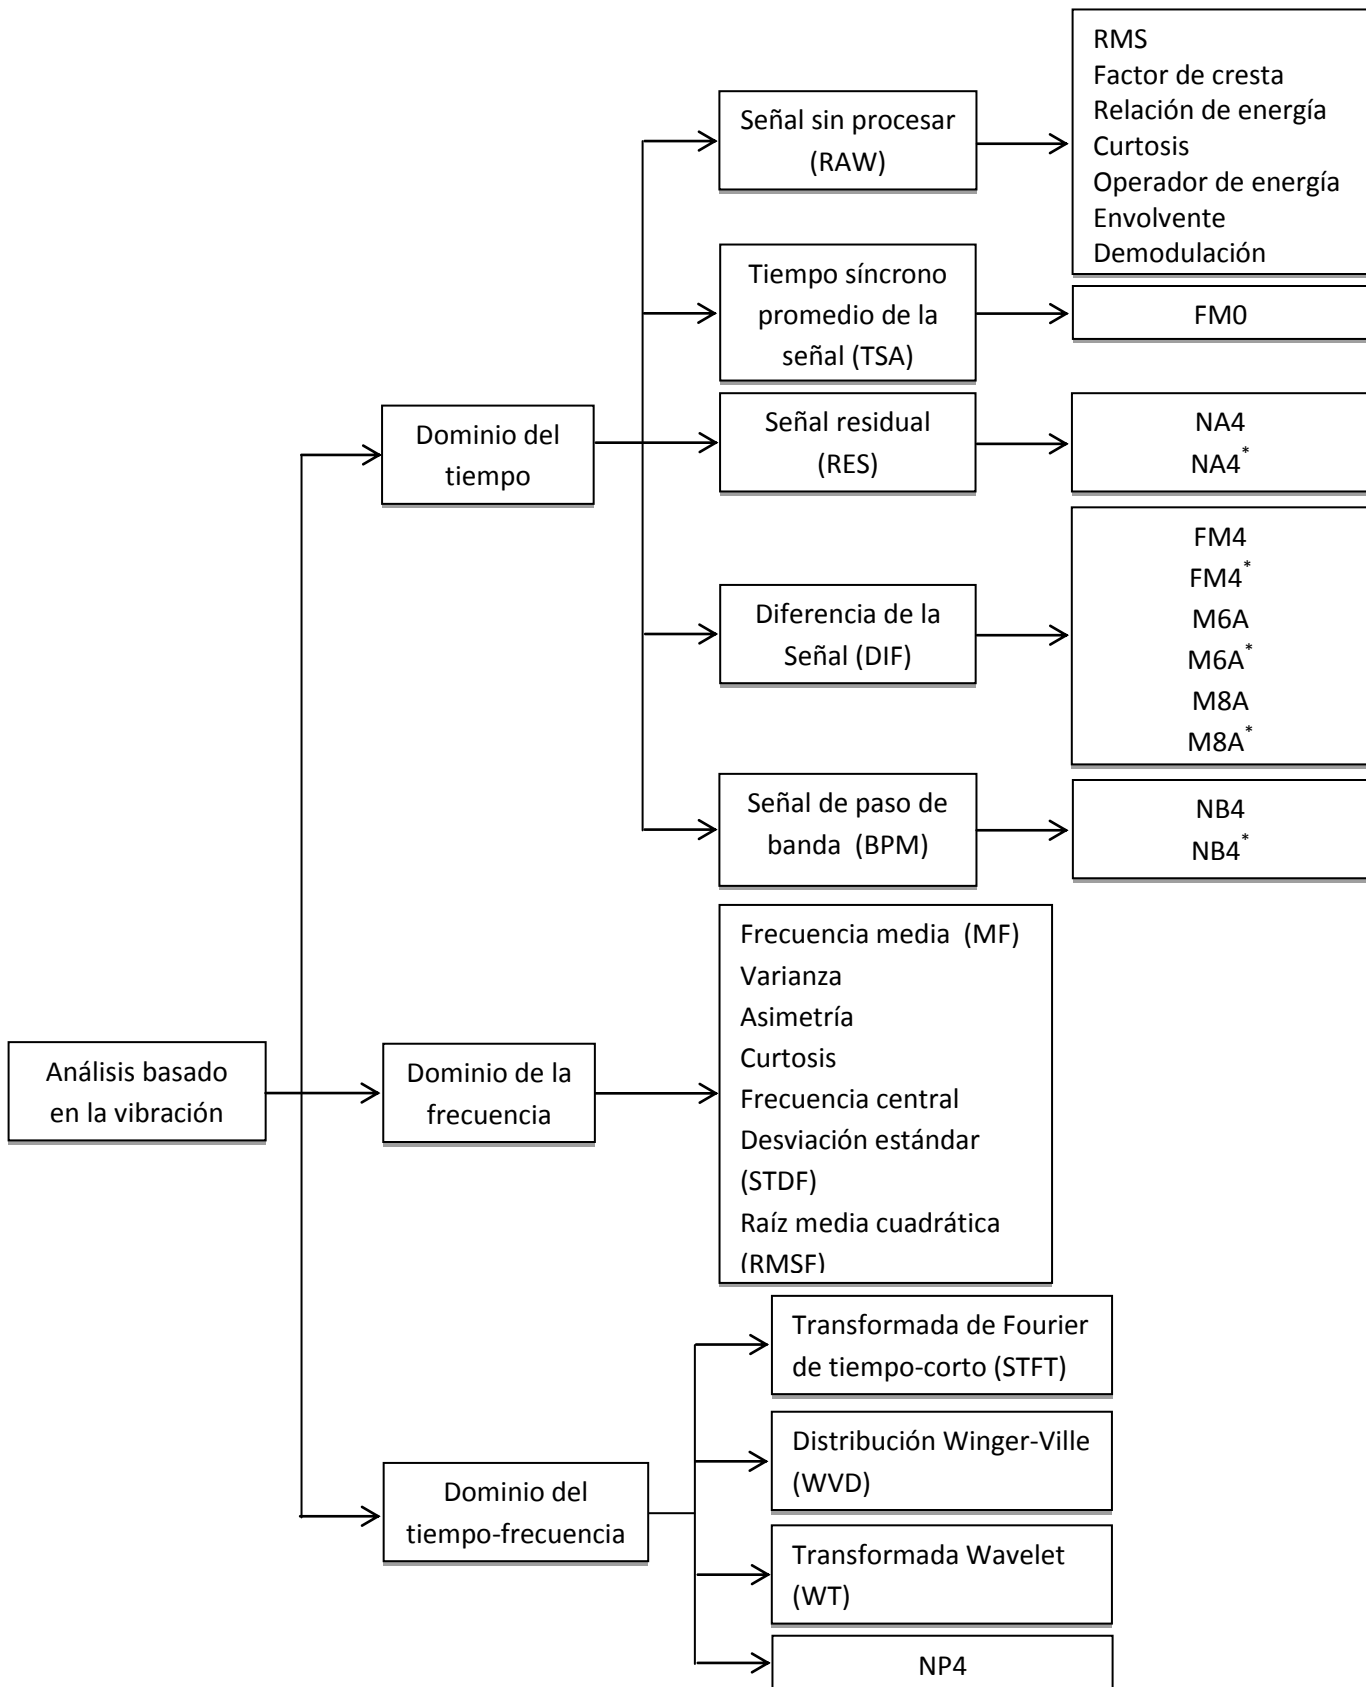 RMS
Factor de cresta
Relación de energía
Curtosis
Operador de energía
Envolvente
Demodulación
Señal sin procesar
(RAW)
Tiempo síncrono
promedio de la
señal (TSA)
FM0
Dominio del
tiempo
Señal residual
(RES)
NA4
NA4*
FM4
FM4*
M6A
M6A*
M8A
M8A*
Diferencia de la
Señal (DIF)
Señal de paso de
banda (BPM)
NB4
NB4*
Análisis basado
en la vibración
Dominio de la
frecuencia
Frecuencia media (MF)
Varianza
Asimetría
Curtosis
Frecuencia central
Desviación estándar
(STDF)
Raíz media cuadrática
(RMSF)
Dominio del
tiempo-frecuencia
Transformada de Fourier
de tiempo-corto (STFT)
Distribución Winger-Ville
(WVD)
Transformada Wavelet
(WT)
NP4